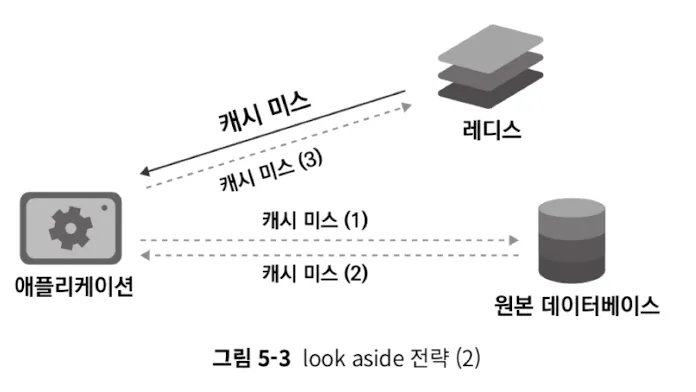 캐시 미스
레디스
캐시 미스 (3)
캐시 미스 (1)
캐시 미스 (2)
애플리케이션
원본 데이터베이스
그림 5-3 look aside 전략 (2)